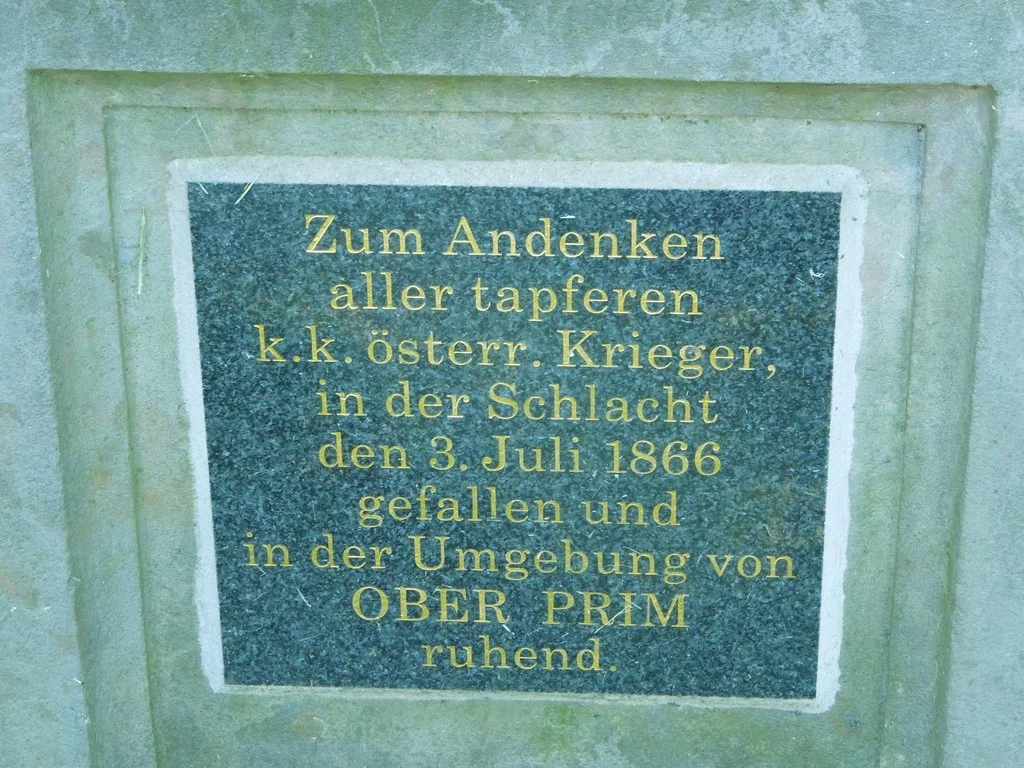 Zum Andenken
aller tapferen
k.k. österr. Krieger,
in der Schlacht
den 3. Juli 1866
gefallen und
in der Umgebung von
OBER PRIM
ruhend.